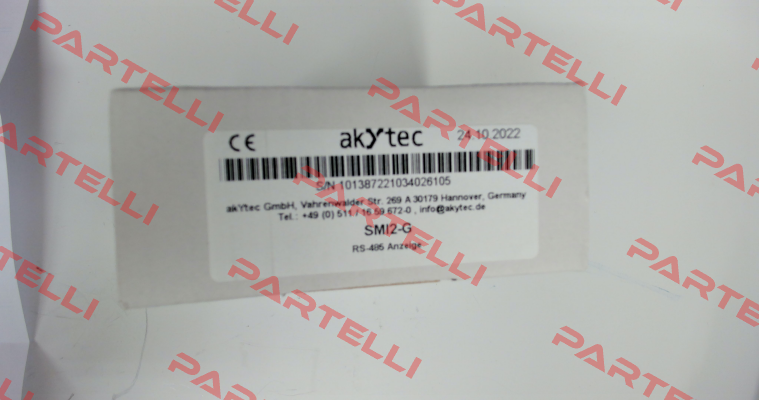 CE akYtec 24.10.2022
S/N 101387221034026105
akYtec GmbH, Vahrenwalder Str. 269 A 30179 Hannover, Germany
Tel.: +49 (0) 511 / 16 59 672-0 , info@akytec.de
SMI2-G
RS-485 Anzeige
PARTELLI
PARTELLI
PARTELLI
PARTELLI
PARTELLI
PARTELLI
PARTELLI
PARTELLI
PARTELLI
PARTELLI
PARTELLI